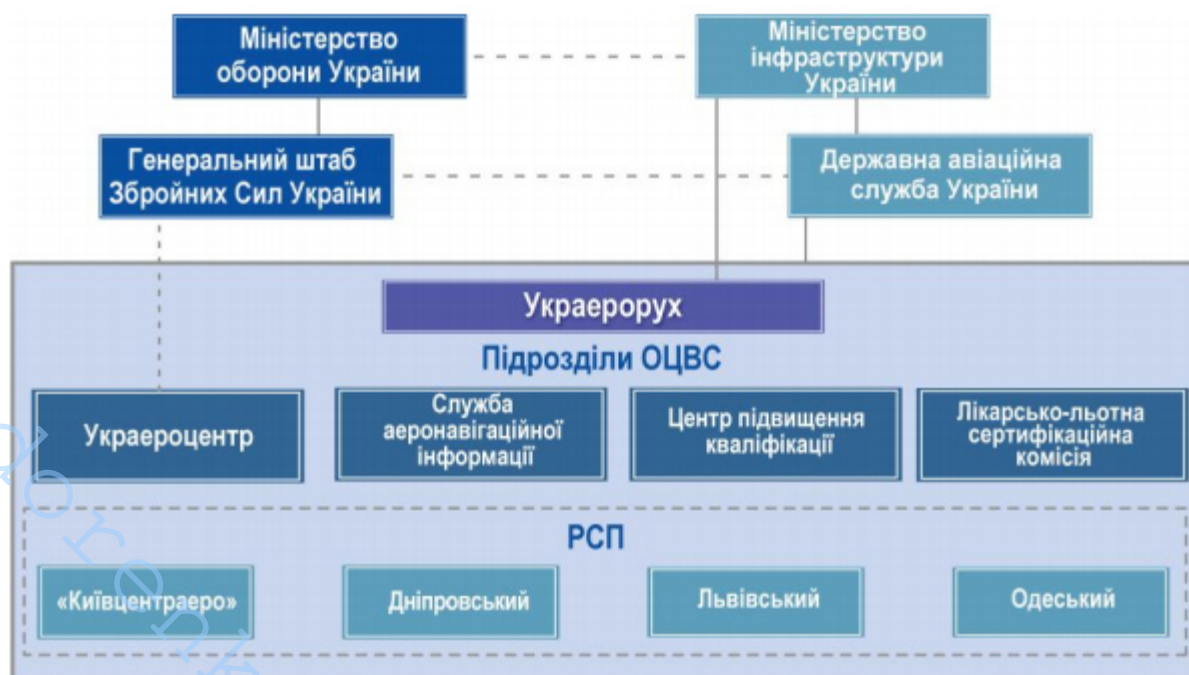 Міністерство
оборони України
Міністерство
інфраструктури
України
Генеральний штаб
Збройних Сил України
Державна авіаційна
служба України
Украерорух
Підрозділи ОЦВС
Украероцентр
Служба
аеронавігаційної
інформації
Центр підвищення
кваліфікації
Лікарсько-льотна
сертифікаційна
комісія
РСП
«Київцентраеро»
Дніпровський
Львівський
Одеський
dorenk